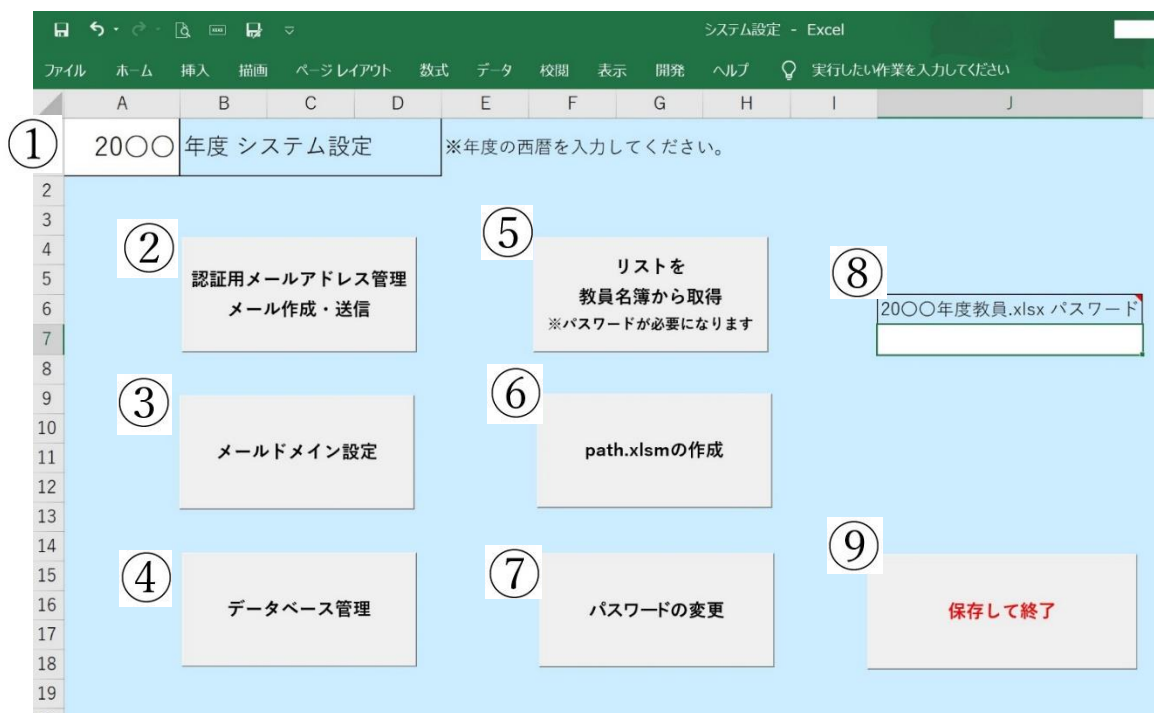 システム設定 - Excel
ファイル ホーム 挿入 描画 ページ レイアウト 数式 データ 校閲 表示 開発 ヘルプ 実行したい作業を入力してください
A B C D E F G H I J
① 20〇〇 年度 システム設定 ※年度の西暦を入力してください。
2
3
4
5
6
7
8
9
10
11
12
13
14
15
16
17
18
19
②
認証用メールアドレス管理
メール作成・送信
③
メールドメイン設定
④
データベース管理
⑤
リストを
教員名簿から取得
※パスワードが必要になります
⑥
path.xlsmの作成
⑦
パスワードの変更
⑧
20〇〇年度教員.xlsx パスワード
⑨
保存して終了